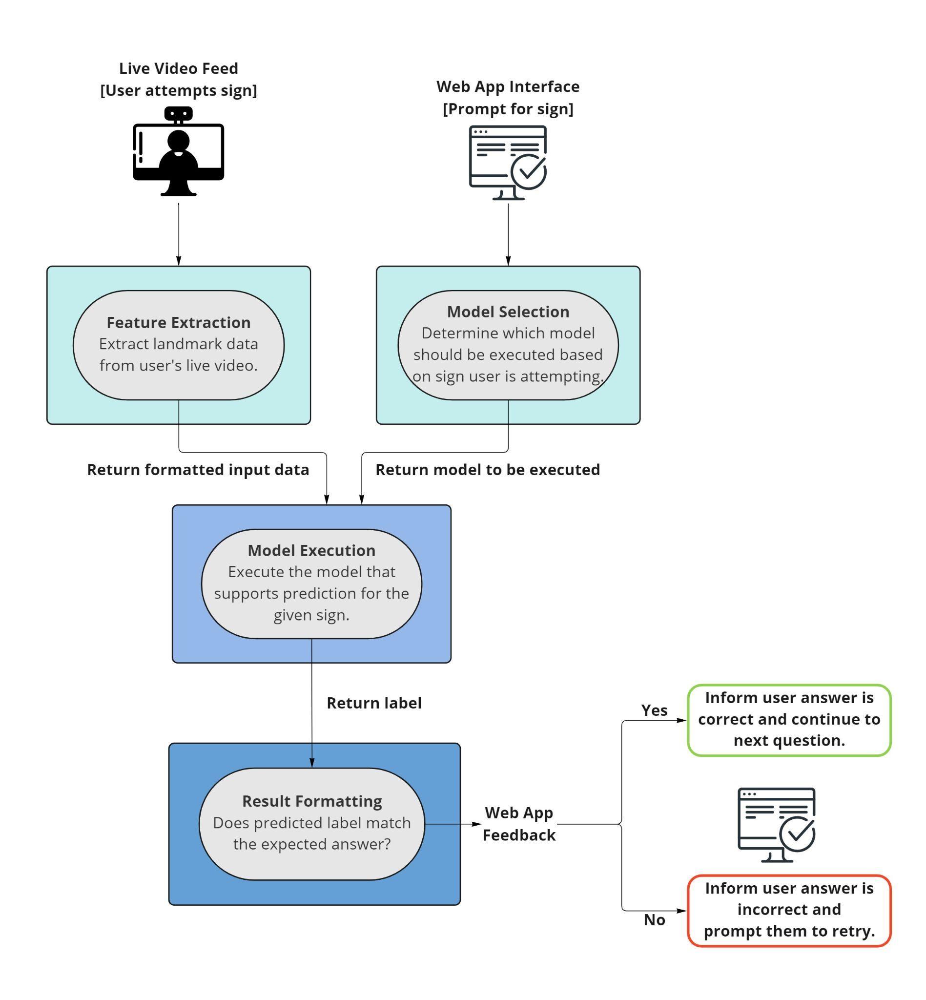 Live Video Feed
[User attempts sign]
Web App Interface
[Prompt for sign]
Feature Extraction
Extract landmark data
from user's live video.
Model Selection
Determine which model
should be executed based
on sign user is attempting.
Return formatted input data
Return model to be executed
Model Execution
Execute the model that
supports prediction for the
given sign.
Return label
Result Formatting
Does predicted label match
the expected answer?
Web App
Feedback
Yes
Inform user answer is
correct and continue to
next question.
No
Inform user answer is
incorrect and
prompt them to retry.